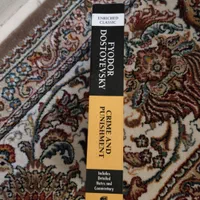 ENRICHED
CLASSIC
FYODOR
DOSTOYEVSKY
CRIME AND
PUNISHMENT
Includes
Detailed
Notes and
Commentary